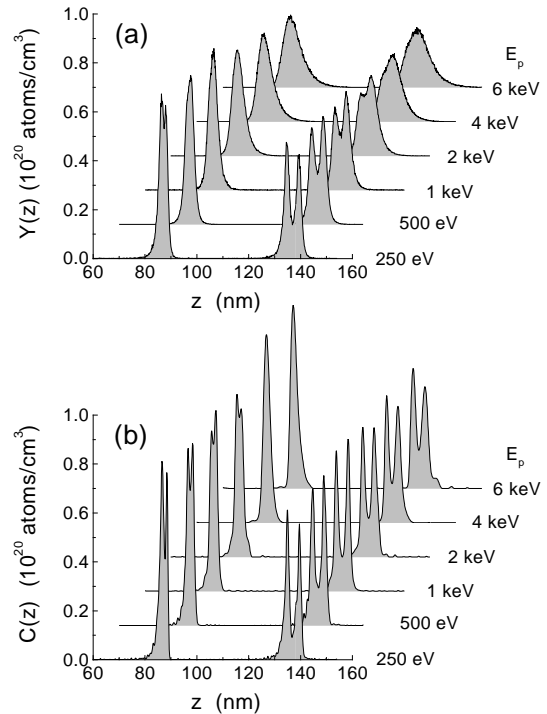 (a)
Y(z) (10^20 atoms/cm^3)
1.0
0.8
0.6
0.4
0.2
0.0
E_p
6 keV
4 keV
2 keV
1 keV
500 eV
250 eV
60 80 100 120 140 160
z (nm)
(b)
C(z) (10^20 atoms/cm^3)
1.0
0.8
0.6
0.4
0.2
0.0
E_p
6 keV
4 keV
2 keV
1 keV
500 eV
250 eV
60 80 100 120 140 160
z (nm)